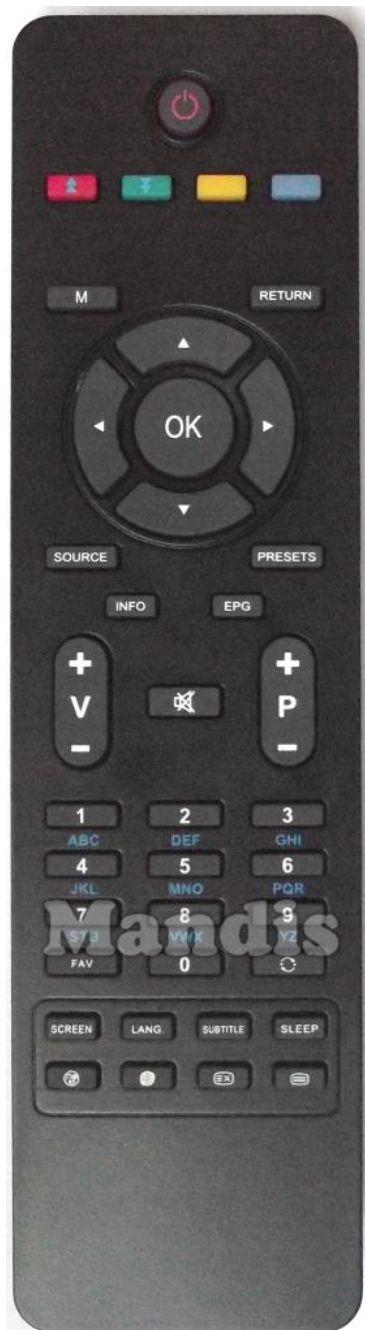 M RETURN
OK
SOURCE PRESETS
INFO EPG
+ +
V P
- -
1 2 3
ABC DEF GHI
4 5 6
JKL MNO PQR
7 8 9
STU VWX YZ
Mandis
FAV 0
SCREEN LANG. SUBTITLE SLEEP